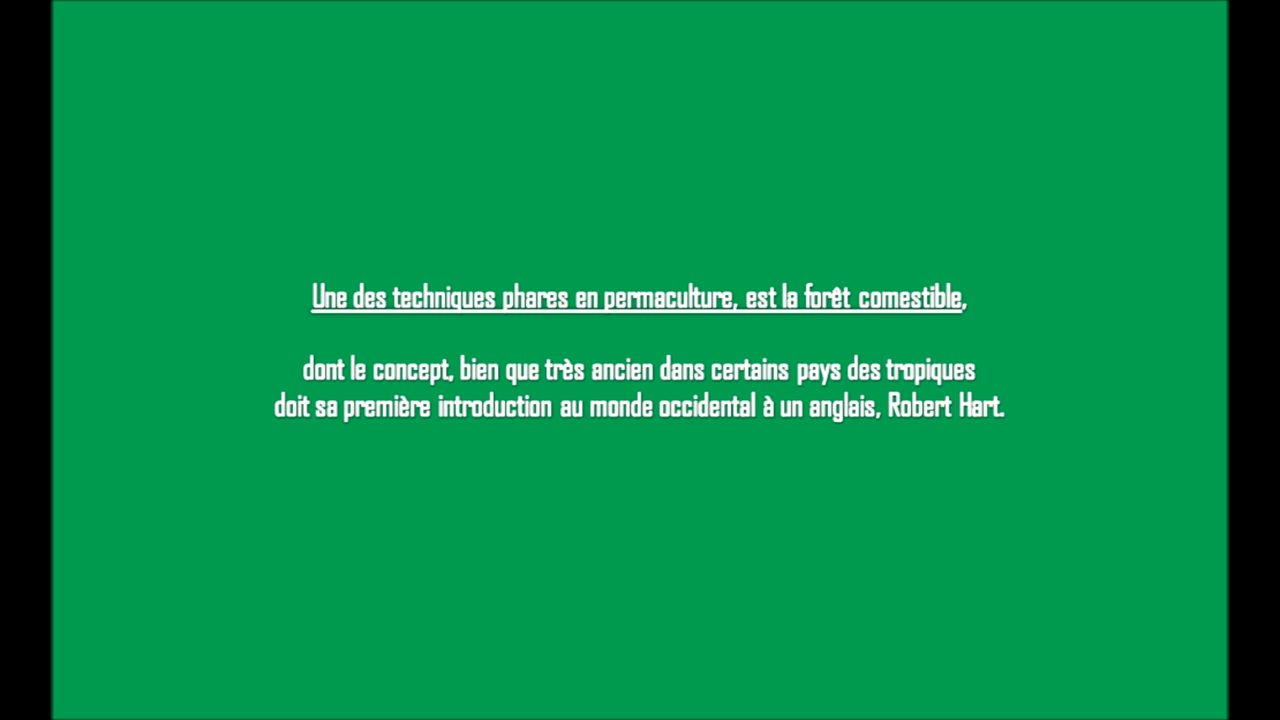 Une des techniques phares en permaculture, est la forêt comestible,
dont le concept, bien que très ancien dans certains pays des tropiques
doit sa première introduction au monde occidental à un anglais, Robert Hart.